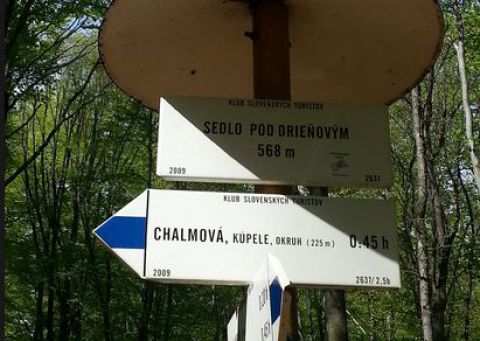 KLUB SLOVENSKÝCH TURISTOV
SEDLO POD DRIEŇOVÝM
568 m
2009 2637
KLUB SLOVENSKÝCH TURISTOV
CHALMOVÁ, KÚPELE, OKRUH (225 m) 0:45 h
2009 2637/2,5h